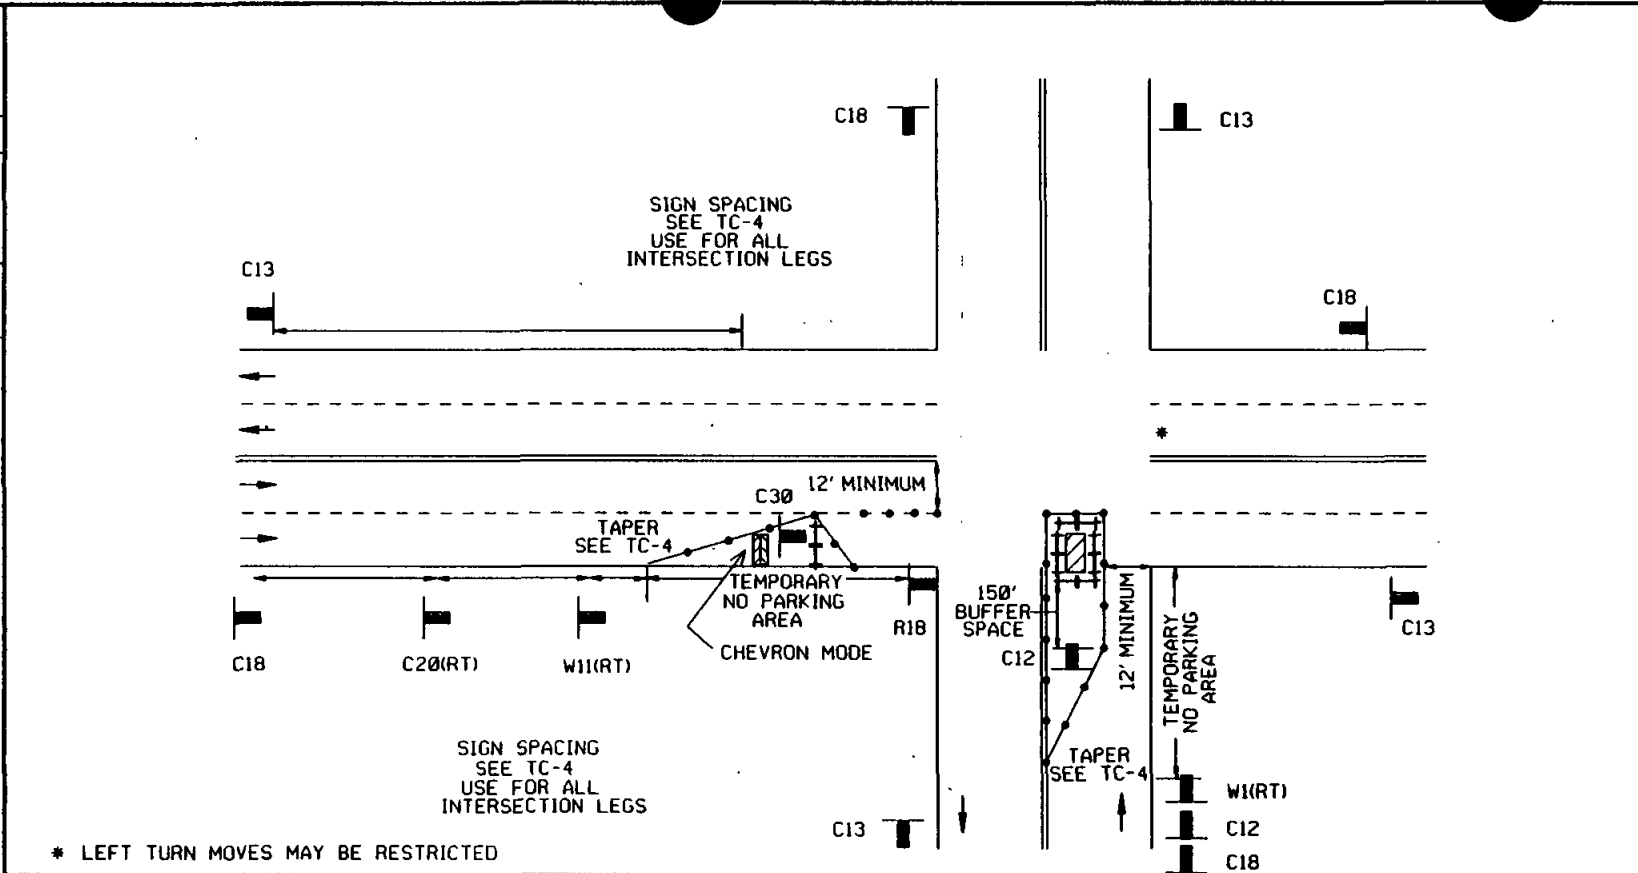 C18
C13
SIGN SPACING
SEE TC-4
USE FOR ALL
INTERSECTION LEGS
C13
C18
*
C30
12' MINIMUM
TAPER
SEE TC-4
TEMPORARY
NO PARKING
AREA
150'
BUFFER
SPACE
R18
C12
12' MINIMUM
TEMPORARY
NO PARKING
AREA
C13
C18
C20(RT)
W11(RT)
CHEVRON MODE
SIGN SPACING
SEE TC-4
USE FOR ALL
INTERSECTION LEGS
TAPER
SEE TC-4
W1(RT)
C13
C12
C18
* LEFT TURN MOVES MAY BE RESTRICTED